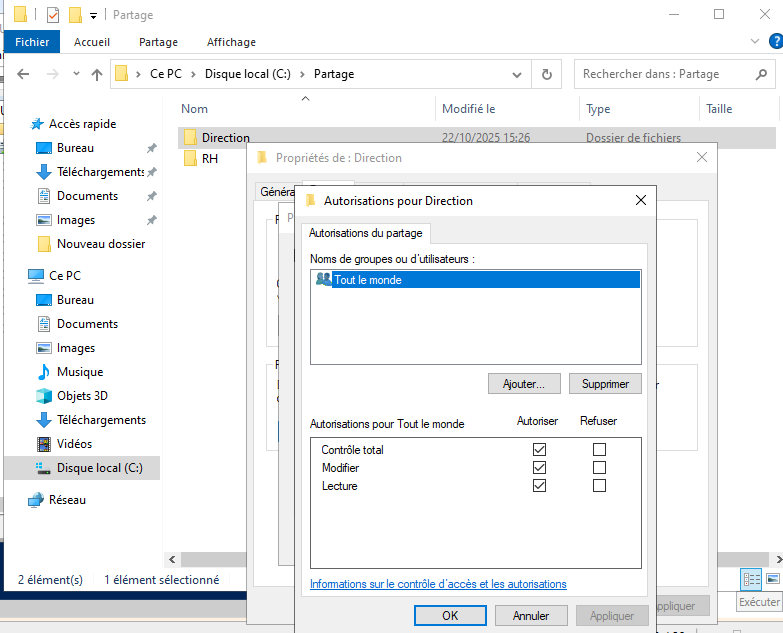 Partage
Fichier Accueil Partage Affichage
Ce PC Disque local (C:) Partage
Rechercher dans : Partage
Nom Modifié le Type Taille
Accès rapide
Bureau
Téléchargements
Documents
Images
Nouveau dossier
Ce PC
Bureau
Documents
Images
Musique
Objets 3D
Téléchargements
Vidéos
Disque local (C:)
Réseau
Direction 22/10/2025 15:26 Dossier de fichiers
RH
Propriétés de : Direction
Généra
Autorisations pour Direction
Autorisations du partage
Noms de groupes ou d'utilisateurs :
Tout le monde
Ajouter... Supprimer
Autorisations pour Tout le monde Autoriser Refuser
Contrôle total
Modifier
Lecture
Informations sur le contrôle d'accès et les autorisations
OK Annuler Appliquer
ppliquer
2 élément(s) 1 élément sélectionné
Exécuter